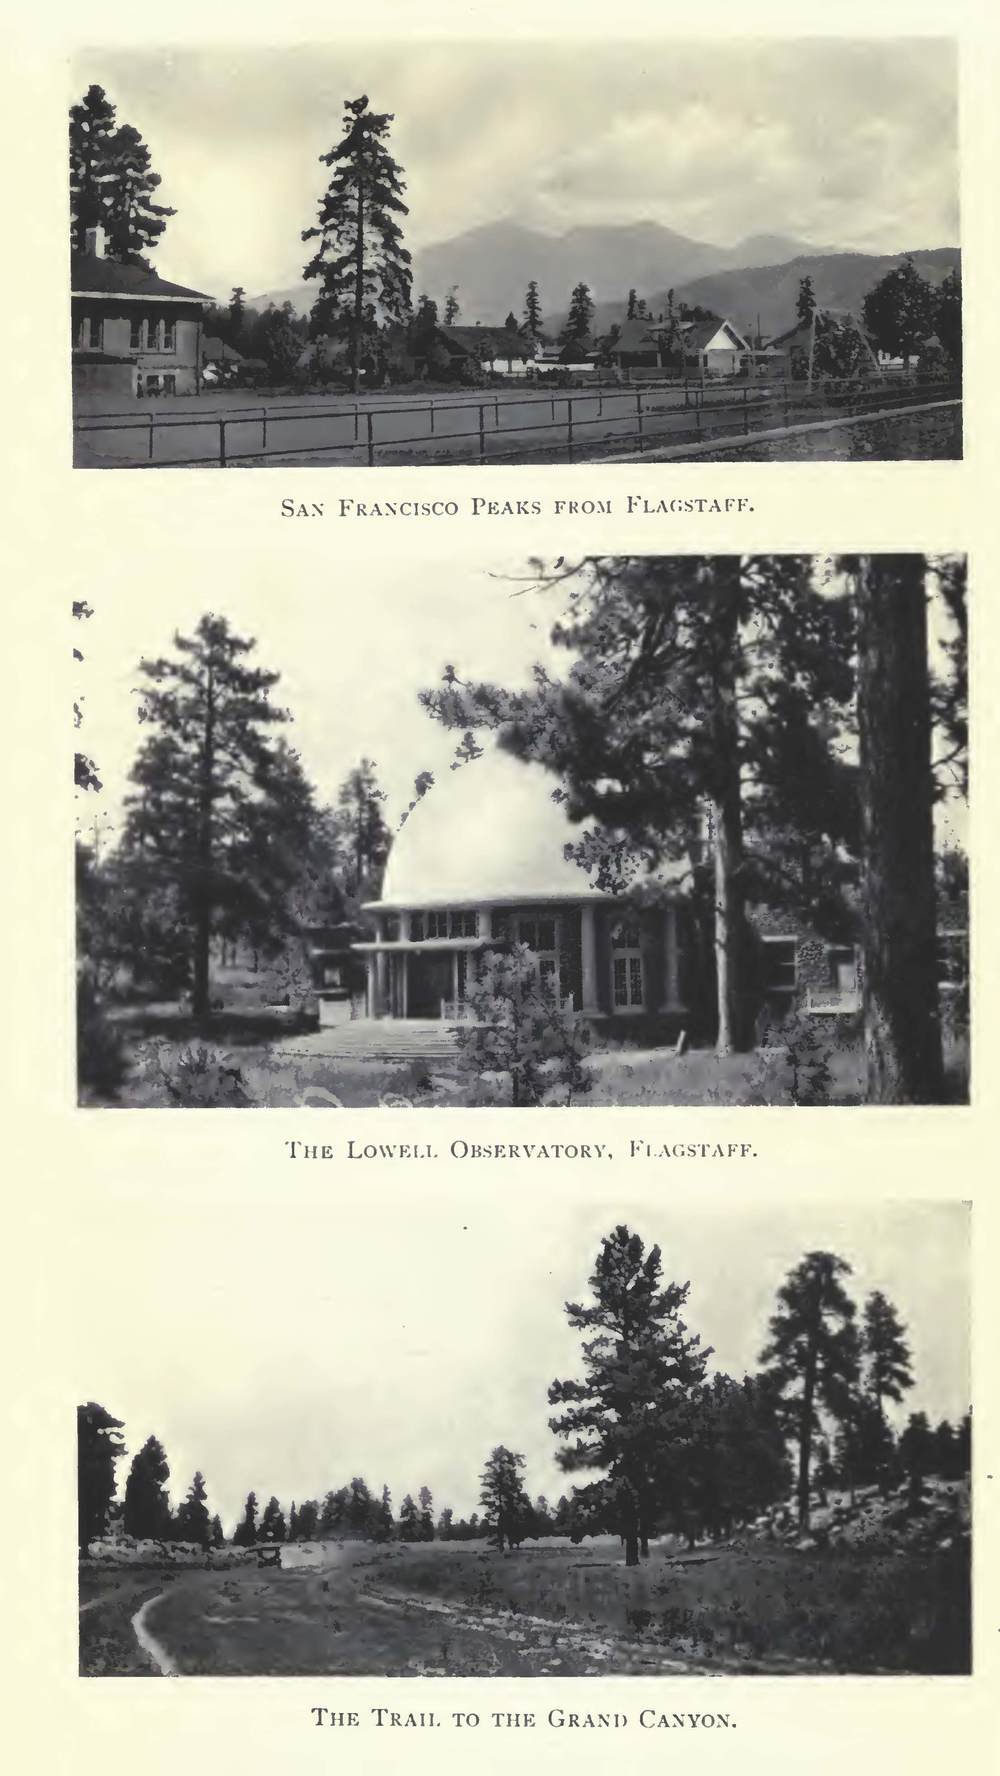 San Francisco Peaks from Flagstaff.
The Lowell Observatory, Flagstaff.
The Trail to the Grand Canyon.